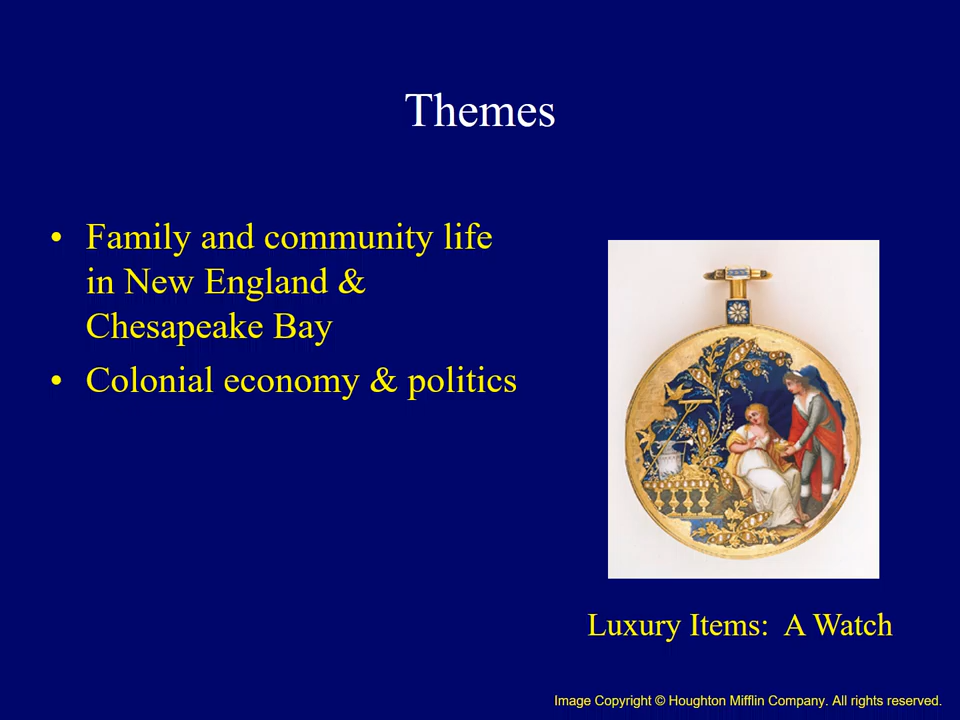 Themes
• Family and community life
in New England &
Chesapeake Bay
• Colonial economy & politics
Luxury Items:  A Watch
Image Copyright © Houghton Mifflin Company. All rights reserved.